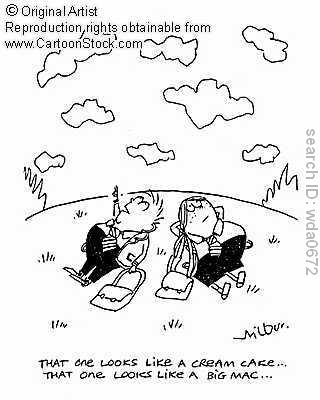 © Original Artist
Reproduction rights obtainable from
www.CartoonStock.com
search ID: wda0672
Wilbur.
THAT ONE LOOKS LIKE A CREAM CAKE...
THAT ONE LOOKS LIKE A BIG MAC...